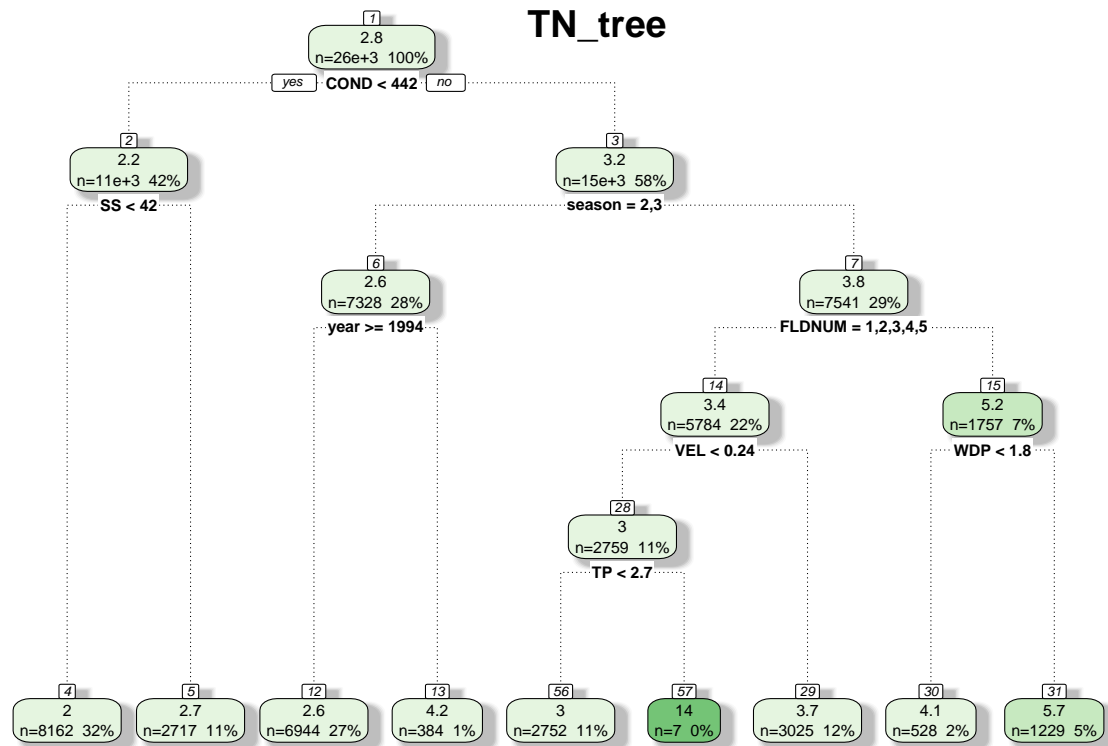 TN_tree
1
2.8
n=26e+3 100%
yes COND < 442 no
2
2.2
n=11e+3 42%
SS < 42
3
3.2
n=15e+3 58%
season = 2,3
6
2.6
n=7328 28%
year >= 1994
7
3.8
n=7541 29%
FLDNUM = 1,2,3,4,5
14
3.4
n=5784 22%
VEL < 0.24
15
5.2
n=1757 7%
WDP < 1.8
28
3
n=2759 11%
TP < 2.7
4
2
n=8162 32%
5
2.7
n=2717 11%
12
2.6
n=6944 27%
13
4.2
n=384 1%
56
3
n=2752 11%
57
14
n=7 0%
29
3.7
n=3025 12%
30
4.1
n=528 2%
31
5.7
n=1229 5%